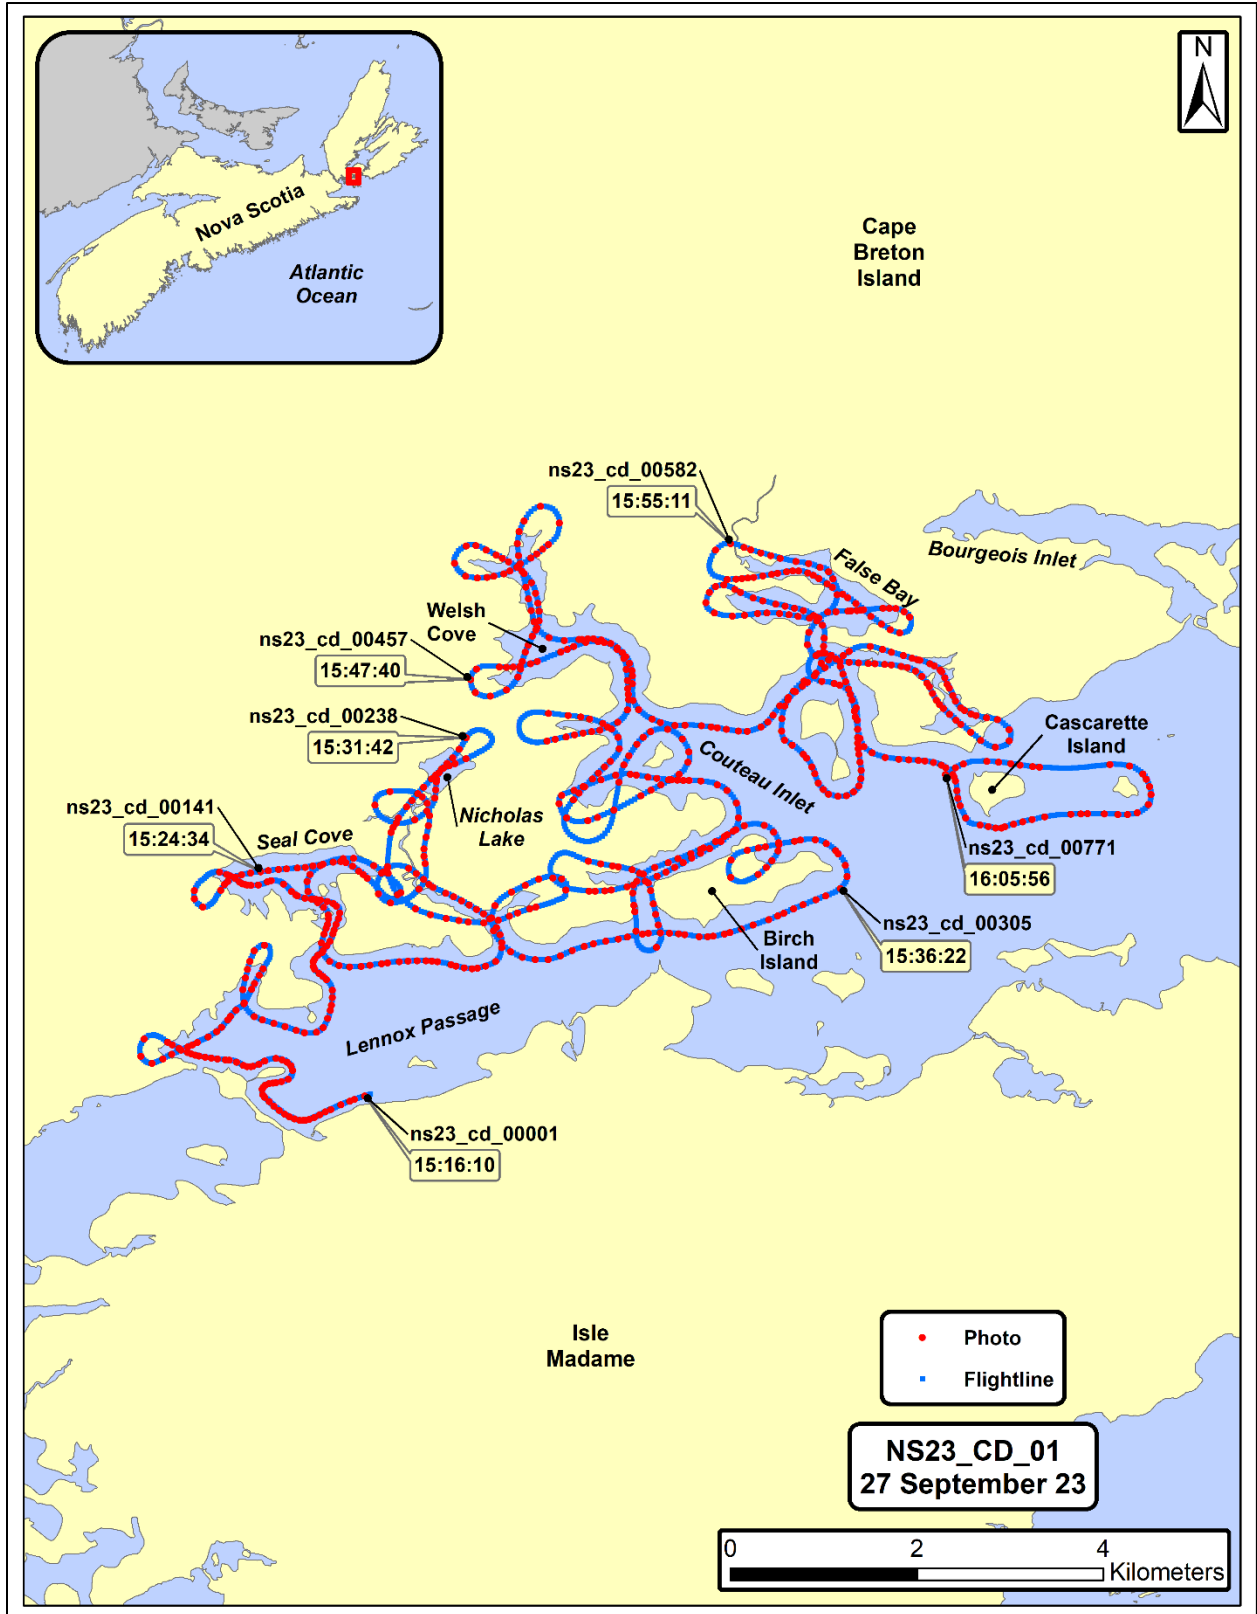 N
Nova Scotia
Atlantic
Ocean
Cape
Breton
Island
ns23_cd_00582
15:55:11
Bourgeois Inlet
False Bay
Welsh
Cove
ns23_cd_00457
15:47:40
ns23_cd_00238
15:31:42
Cascarette
Island
Couteau Inlet
ns23_cd_00141
15:24:34
Seal Cove
Nicholas
Lake
ns23_cd_00771
16:05:56
ns23_cd_00305
15:36:22
Birch
Island
Lennox Passage
ns23_cd_00001
15:16:10
Isle
Madame
Photo
Flightline
NS23_CD_01
27 September 23
0 2 4
Kilometers